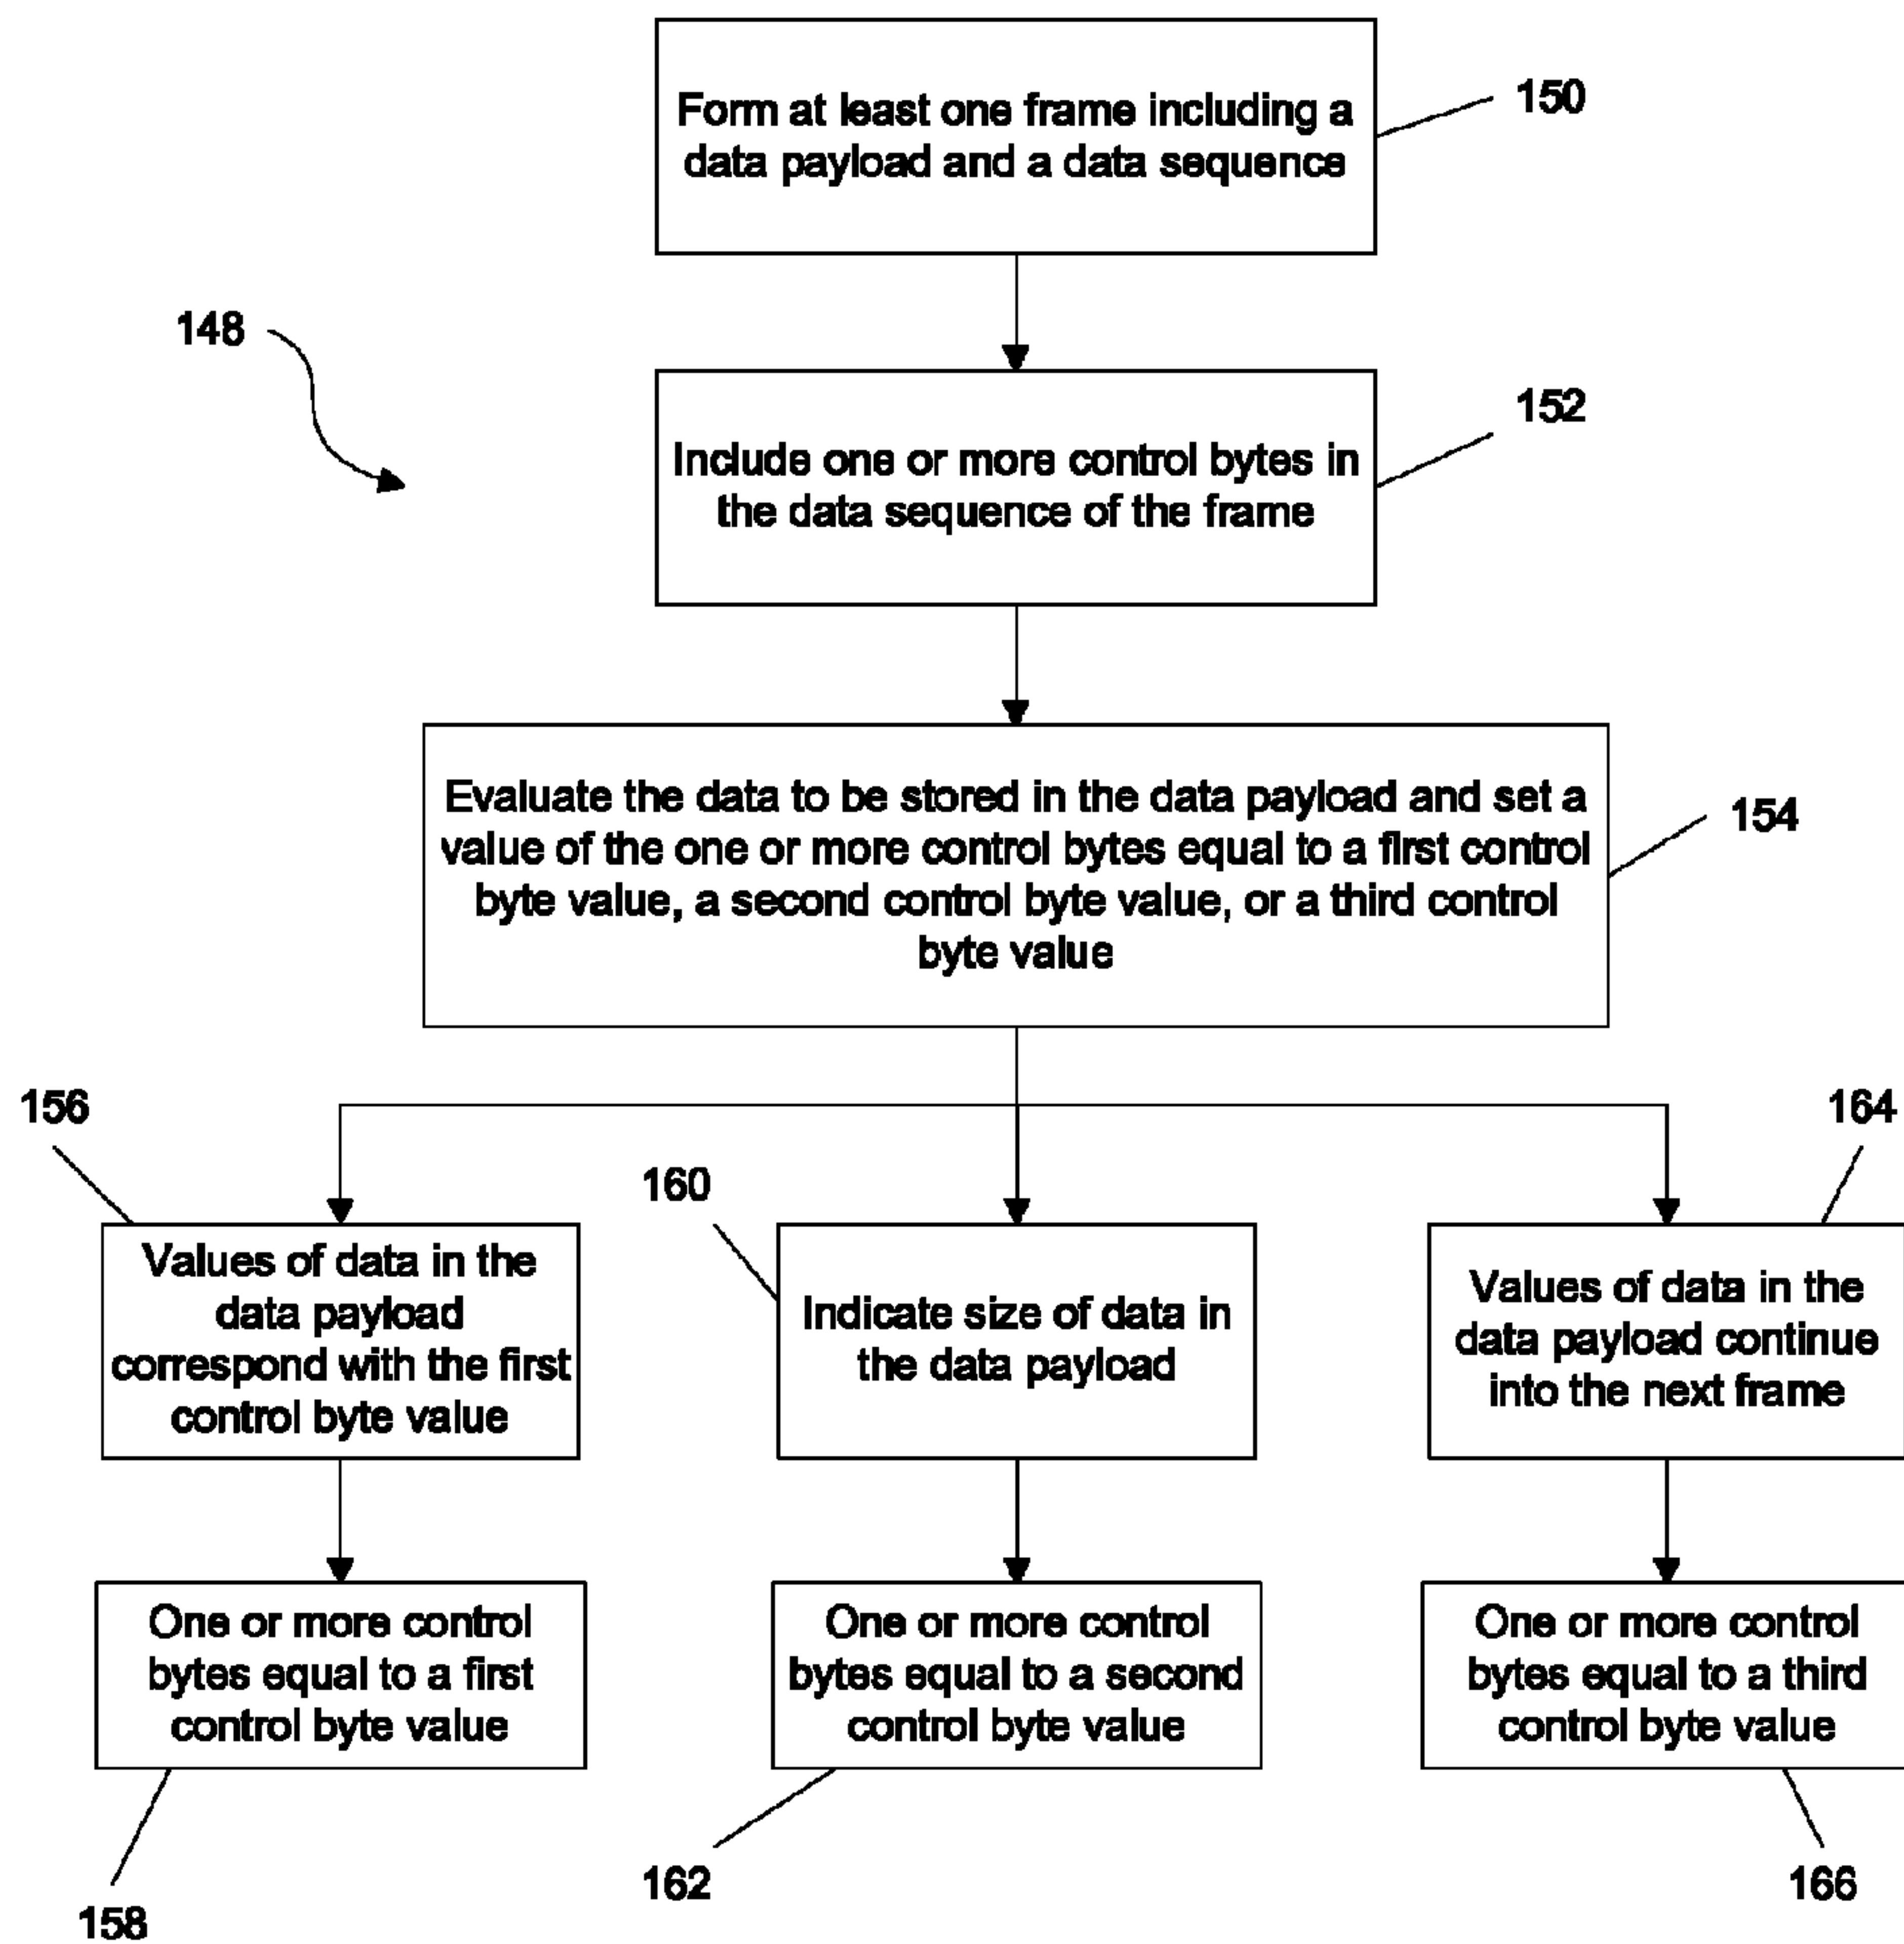 Form at least one frame including a
data payload and a data sequence
150
148
152
Include one or more control bytes in
the data sequence of the frame
Evaluate the data to be stored in the data payload and set a
value of the one or more control bytes equal to a first control
byte value, a second control byte value, or a third control
byte value
154
156
160
164
Values of data in the
data payload
correspond with the first
control byte value
Indicate size of data in
the data payload
Values of data in the
data payload continue
into the next frame
One or more control
bytes equal to a first
control byte value
One or more control
bytes equal to a second
control byte value
One or more control
bytes equal to a third
control byte value
158
162
166